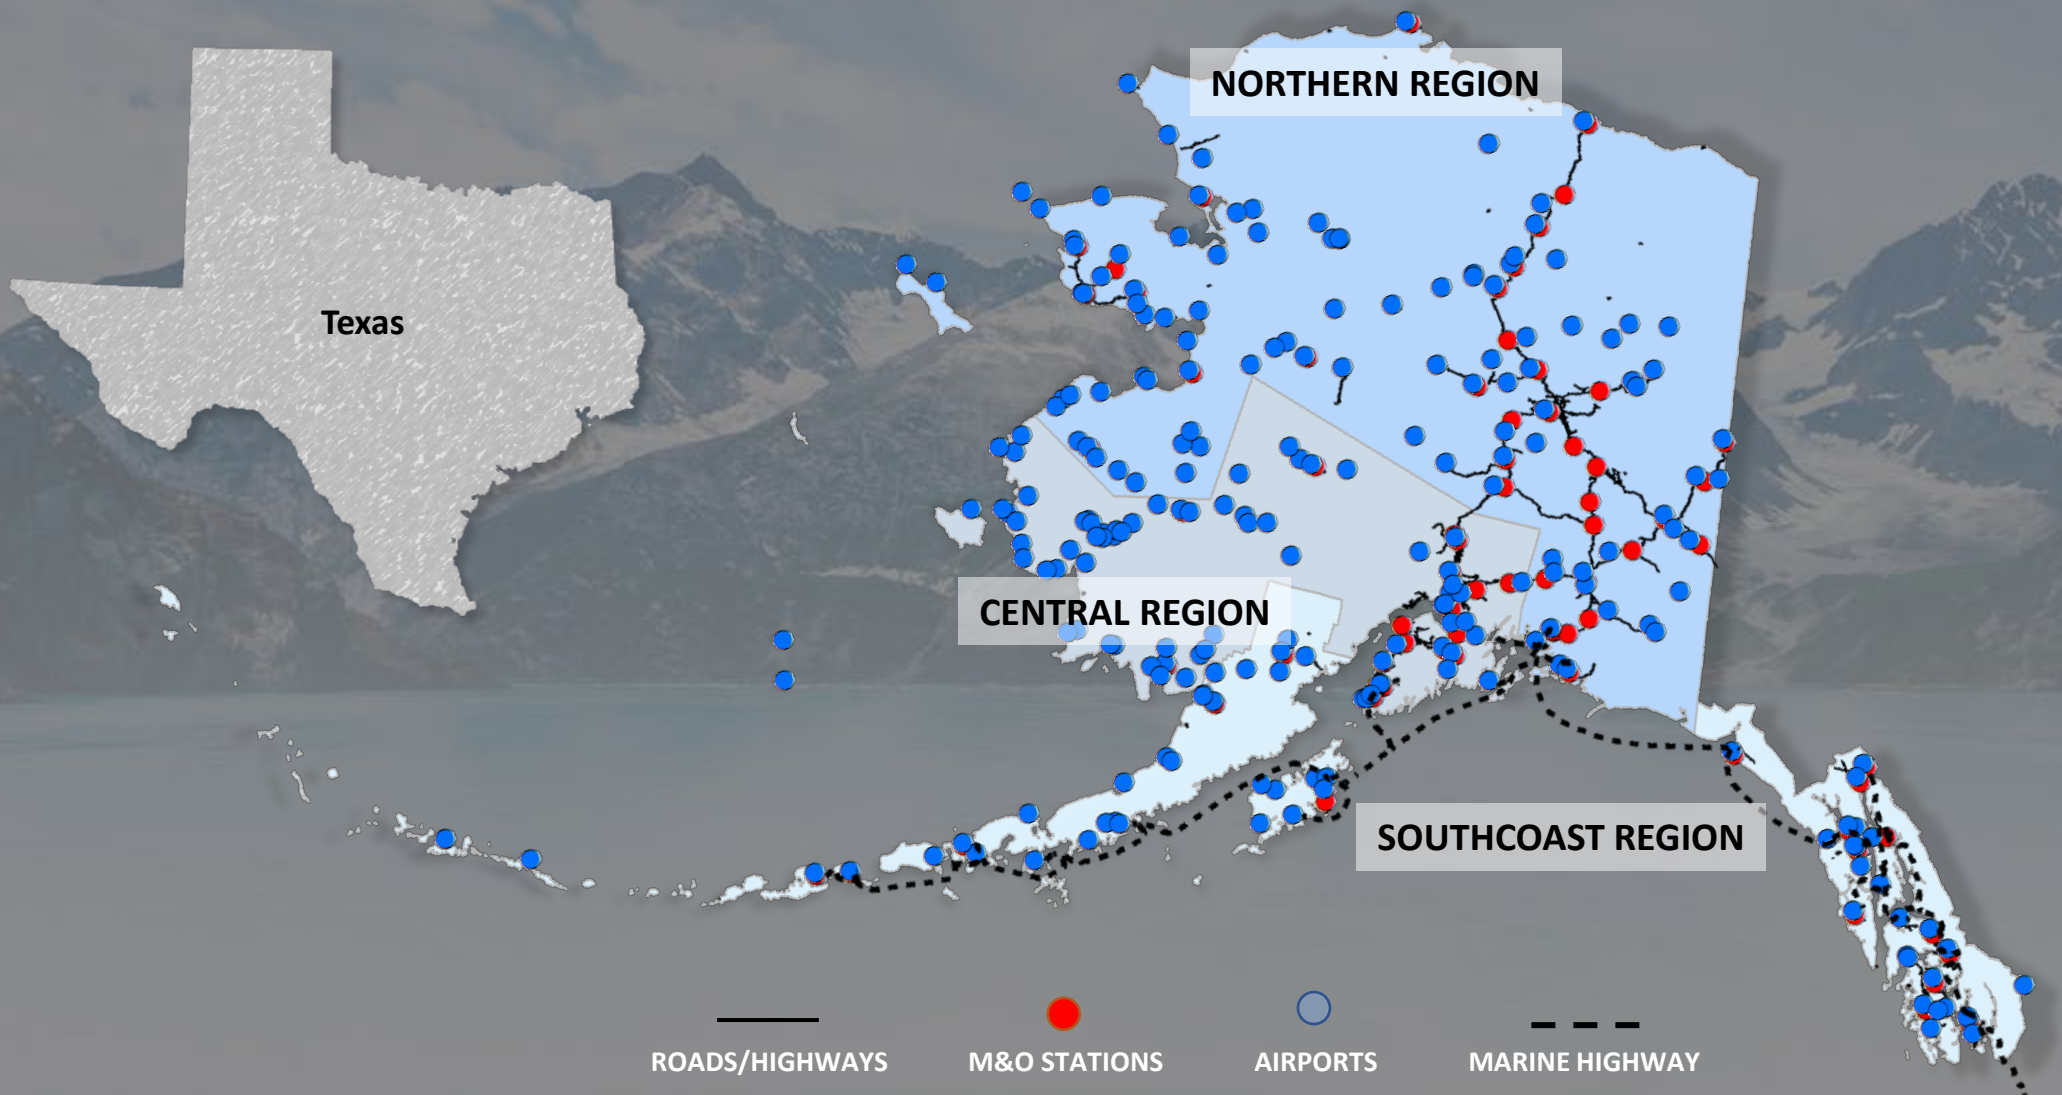 NORTHERN REGION
Texas
CENTRAL REGION
SOUTHCOAST REGION
ROADS/HIGHWAYS
M&O STATIONS
AIRPORTS
MARINE HIGHWAY